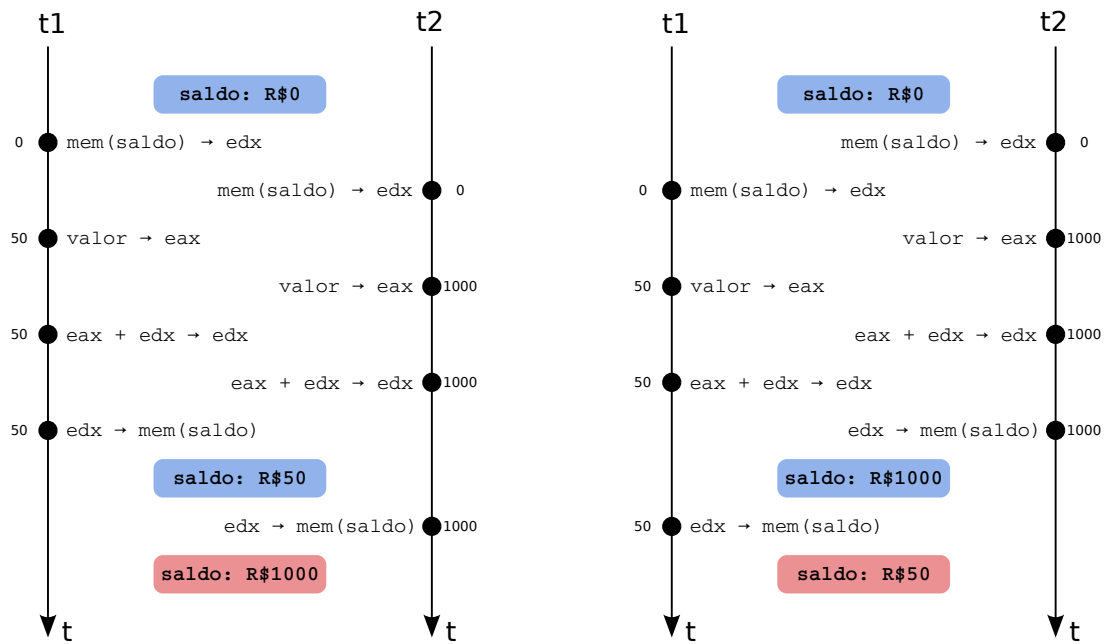 t1 t2
saldo: R$0
0 mem(saldo) → edx
mem(saldo) → edx 0
50 valor → eax
valor → eax 1000
50 eax + edx → edx
eax + edx → edx 1000
50 edx → mem(saldo)
saldo: R$50
edx → mem(saldo) 1000
saldo: R$1000
t t
t1 t2
saldo: R$0
mem(saldo) → edx 0
0 mem(saldo) → edx
valor → eax 1000
50 valor → eax
eax + edx → edx 1000
50 eax + edx → edx
edx → mem(saldo) 1000
saldo: R$1000
50 edx → mem(saldo)
saldo: R$50
t t